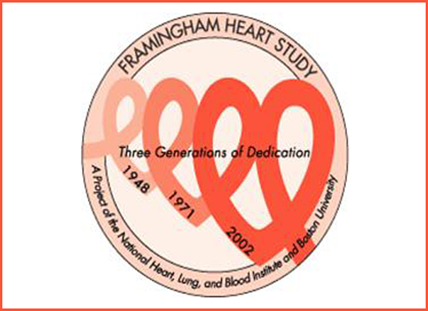 FRAMINGHAM HEART STUDY
Three Generations of Dedication
1948
1971
2002
A Project of the National Heart, Lung, and Blood Institute and Boston University